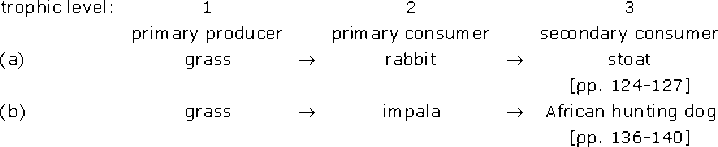 trophic level: 1 2 3
primary producer primary consumer secondary consumer
(a) grass → rabbit → stoat
[pp. 124–127]
(b) grass → impala → African hunting dog
[pp. 136–140]